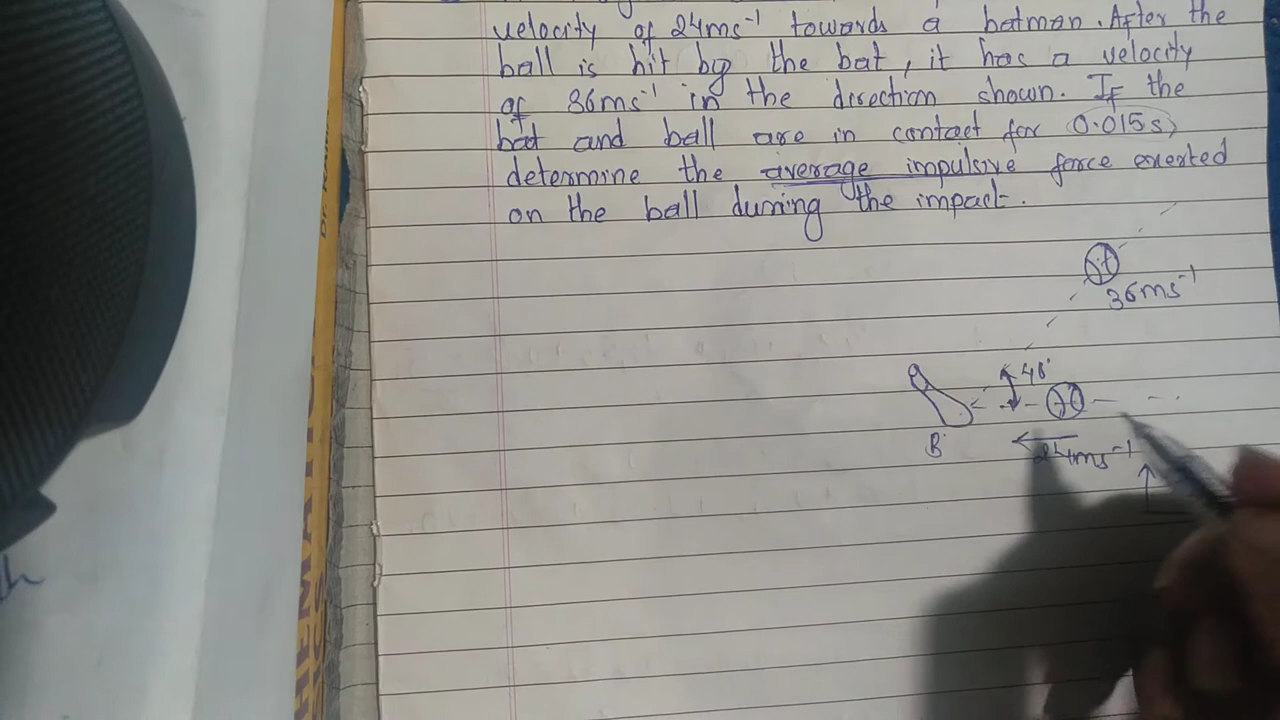 velocity of 24ms⁻¹ towards a batman. After the
ball is hit by the bat, it has a velocity
of 36ms⁻¹ in the direction shown. If the
bat and ball are in contact for 0.015s,
determine the average impulsive force exerted
on the ball durning the impact.
36ms⁻¹
40°
B
24ms⁻¹